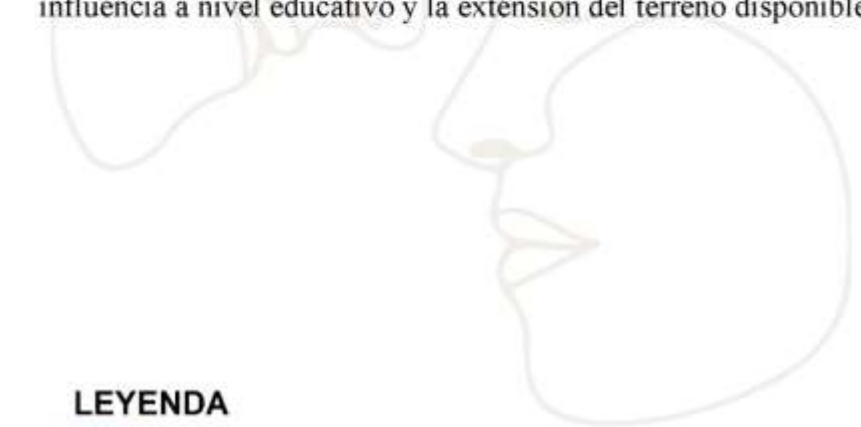 influencia a nivel educativo y la extensión del terreno disponible
LEYENDA